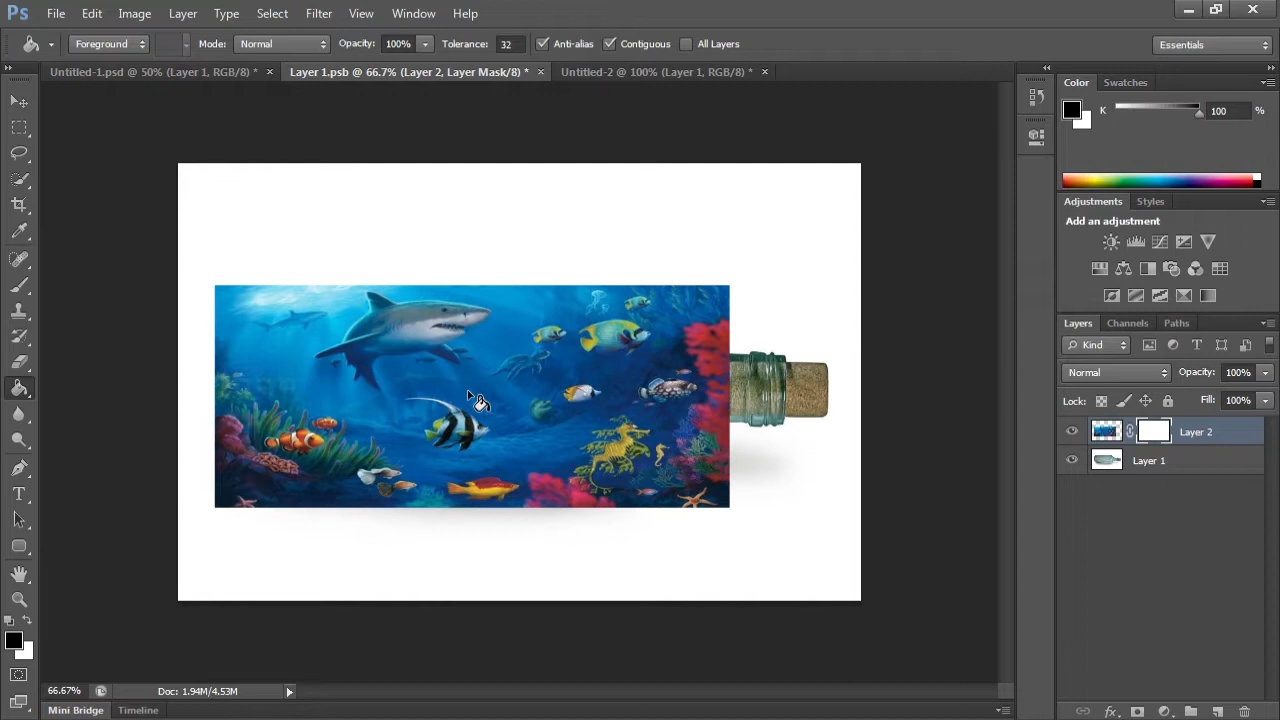 Ps File Edit Image Layer Type Select Filter View Window Help
Foreground Mode: Normal Opacity: 100% Tolerance: 32 Anti-alias Contiguous All Layers Essentials
Untitled-1.psd @ 50% (Layer 1, RGB/8) * Layer 1.psb @ 66.7% (Layer 2, Layer Mask/8) * Untitled-2 @ 100% (Layer 1, RGB/8) *
Color Swatches
K 100 %
Adjustments Styles
Add an adjustment
Layers Channels Paths
Kind
Normal Opacity: 100%
Lock: Fill: 100%
Layer 2
Layer 1
66.67% Doc: 1.94M/4.53M
Mini Bridge Timeline